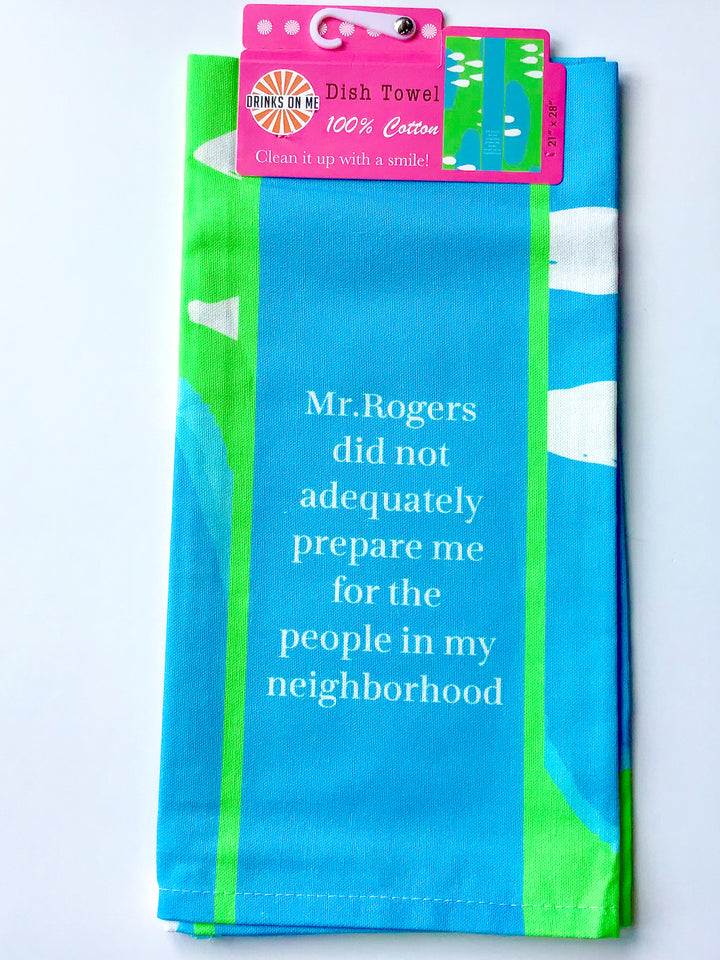 DRINKS ON ME
Dish Towel
100% Cotton
Clean it up with a smile!
21" x 28"
Mr.Rogers
did not
adequately
prepare me
for the
people in my
neighborhood